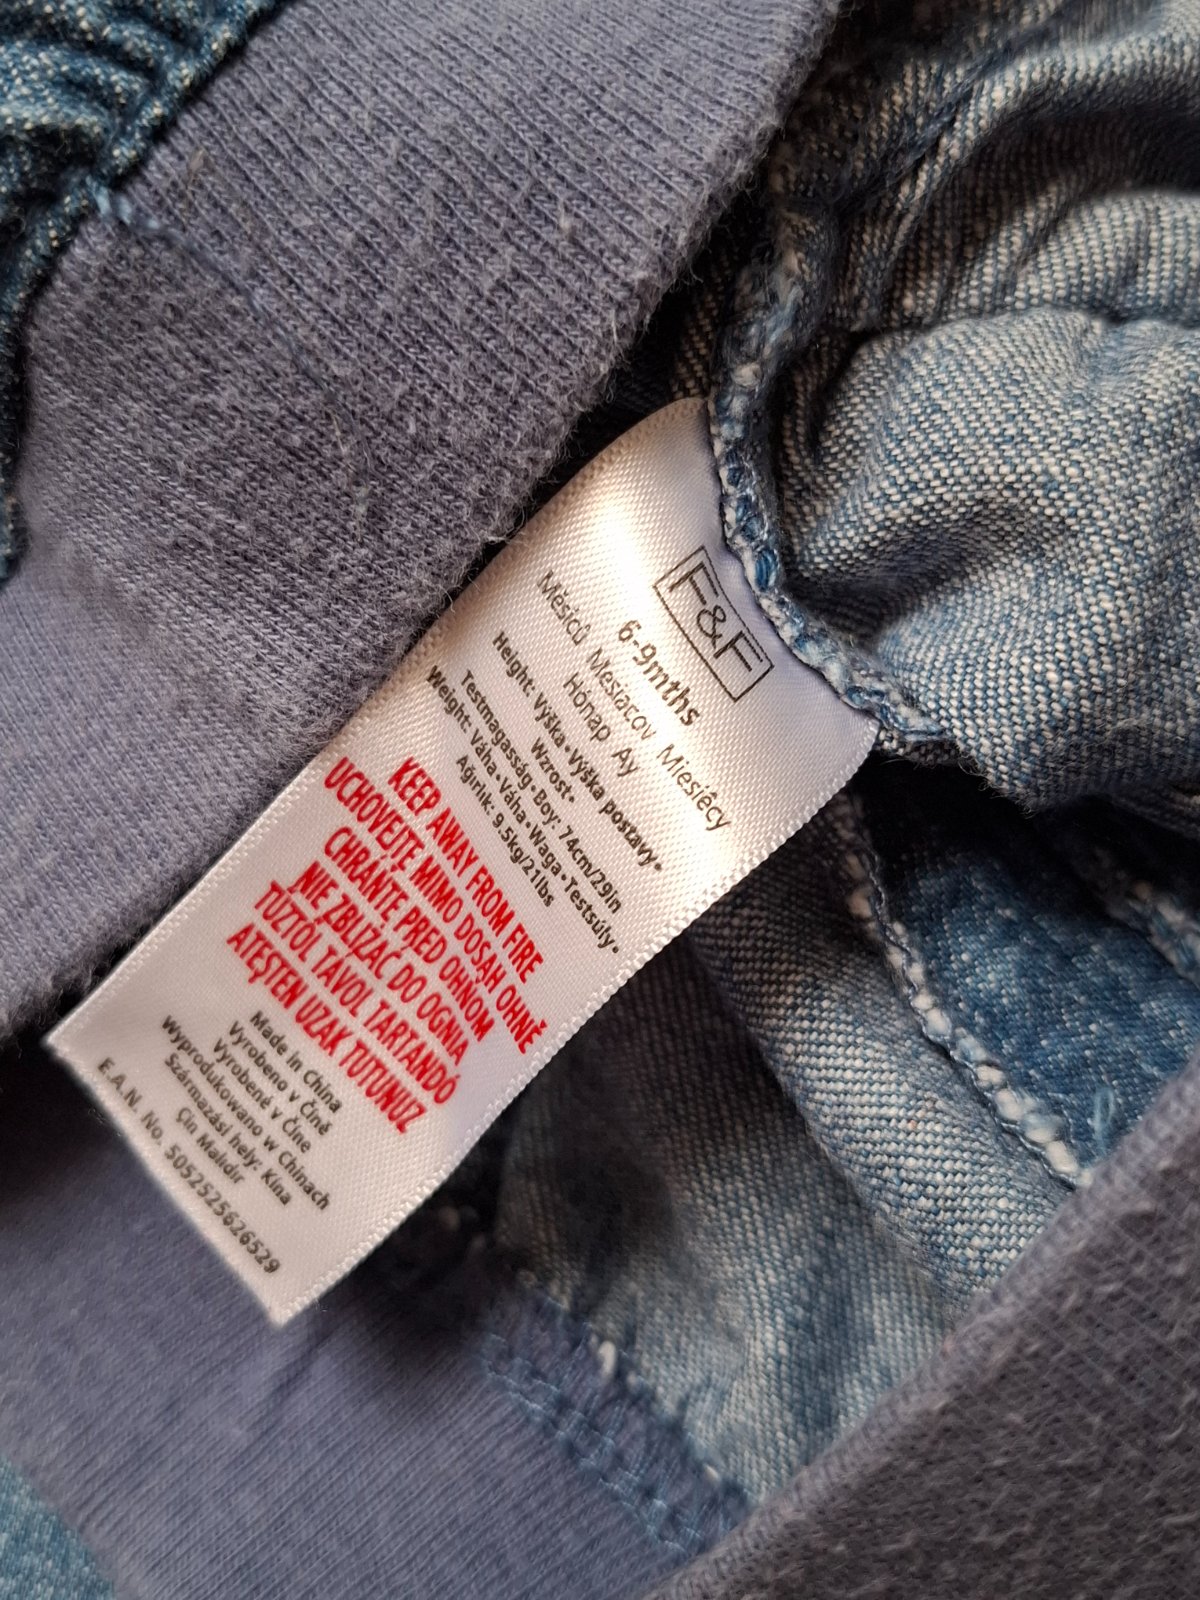 F&F
6-9mths
Měsíců Mesiacov Miesięcy
Hónap Ay
Height: Výška• Výška postavy•
Wzrost•
Testmagasság•Boy: 74cm/29in
Weight: Váha•Váha•Waga•Testsúly•
Ağırlık: 9.5kg/21lbs
KEEP AWAY FROM FIRE
UCHOVEJTE MIMO DOSAH OHNĚ
CHRÁŇTE PRED OHŇOM
NIE ZBLIŻAĆ DO OGNIA
TŰZTŐL TÁVOL TARTANDÓ
ATEŞTEN UZAK TUTUNUZ
Made in China
Vyrobeno v Číně
Vyrobené v Číne
Wyprodukowano w Chinach
Származási hely: Kína
Çin Malıdır
E.A.N. No. 5052525626529